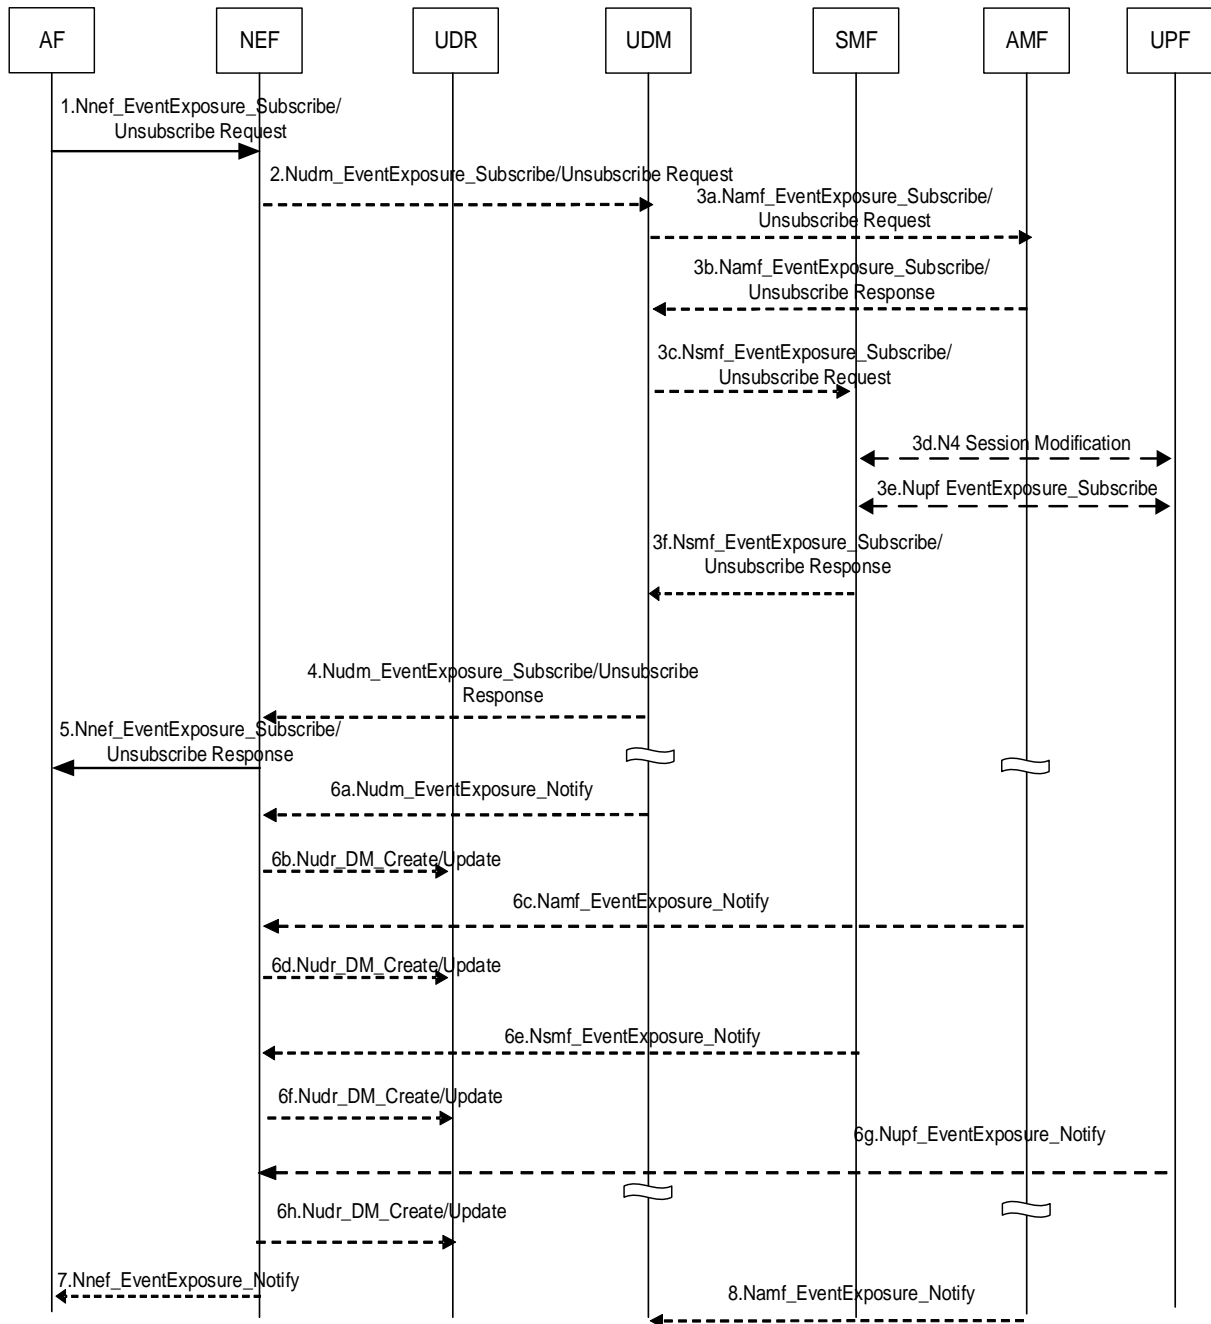 AF
NEF
UDR
UDM
SMF
AMF
UPF
1.Nnef_EventExposure_Subscribe/
Unsubscribe Request
2.Nudm_EventExposure_Subscribe/Unsubscribe Request
3a.Namf_EventExposure_Subscribe/
Unsubscribe Request
3b.Namf_EventExposure_Subscribe/
Unsubscribe Response
3c.Nsmf_EventExposure_Subscribe/
Unsubscribe Request
3d.N4 Session Modification
3e.Nupf EventExposure_Subscribe
3f.Nsmf_EventExposure_Subscribe/
Unsubscribe Response
4.Nudm_EventExposure_Subscribe/Unsubscribe
Response
5.Nnef_EventExposure_Subscribe/
Unsubscribe Response
6a.Nudm_EventExposure_Notify
6b.Nudr_DM_Create/Update
6c.Namf_EventExposure_Notify
6d.Nudr_DM_Create/Update
6e.Nsmf_EventExposure_Notify
6f.Nudr_DM_Create/Update
6g.Nupf_EventExposure_Notify
6h.Nudr_DM_Create/Update
7.Nnef_EventExposure_Notify
8.Namf_EventExposure_Notify